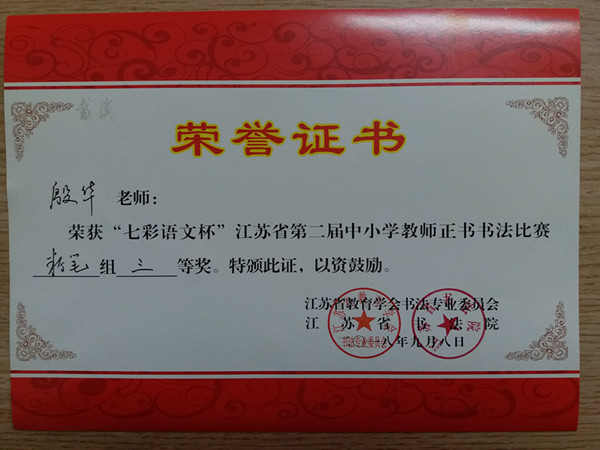 荣誉证书
殷华 老师：
荣获“七彩语文杯”江苏省第二届中小学教师正书书法比赛
粉笔组三等奖。特颁此证，以资鼓励。
江苏省教育学会书法专业委员会
江苏省书法院
八年九月八日